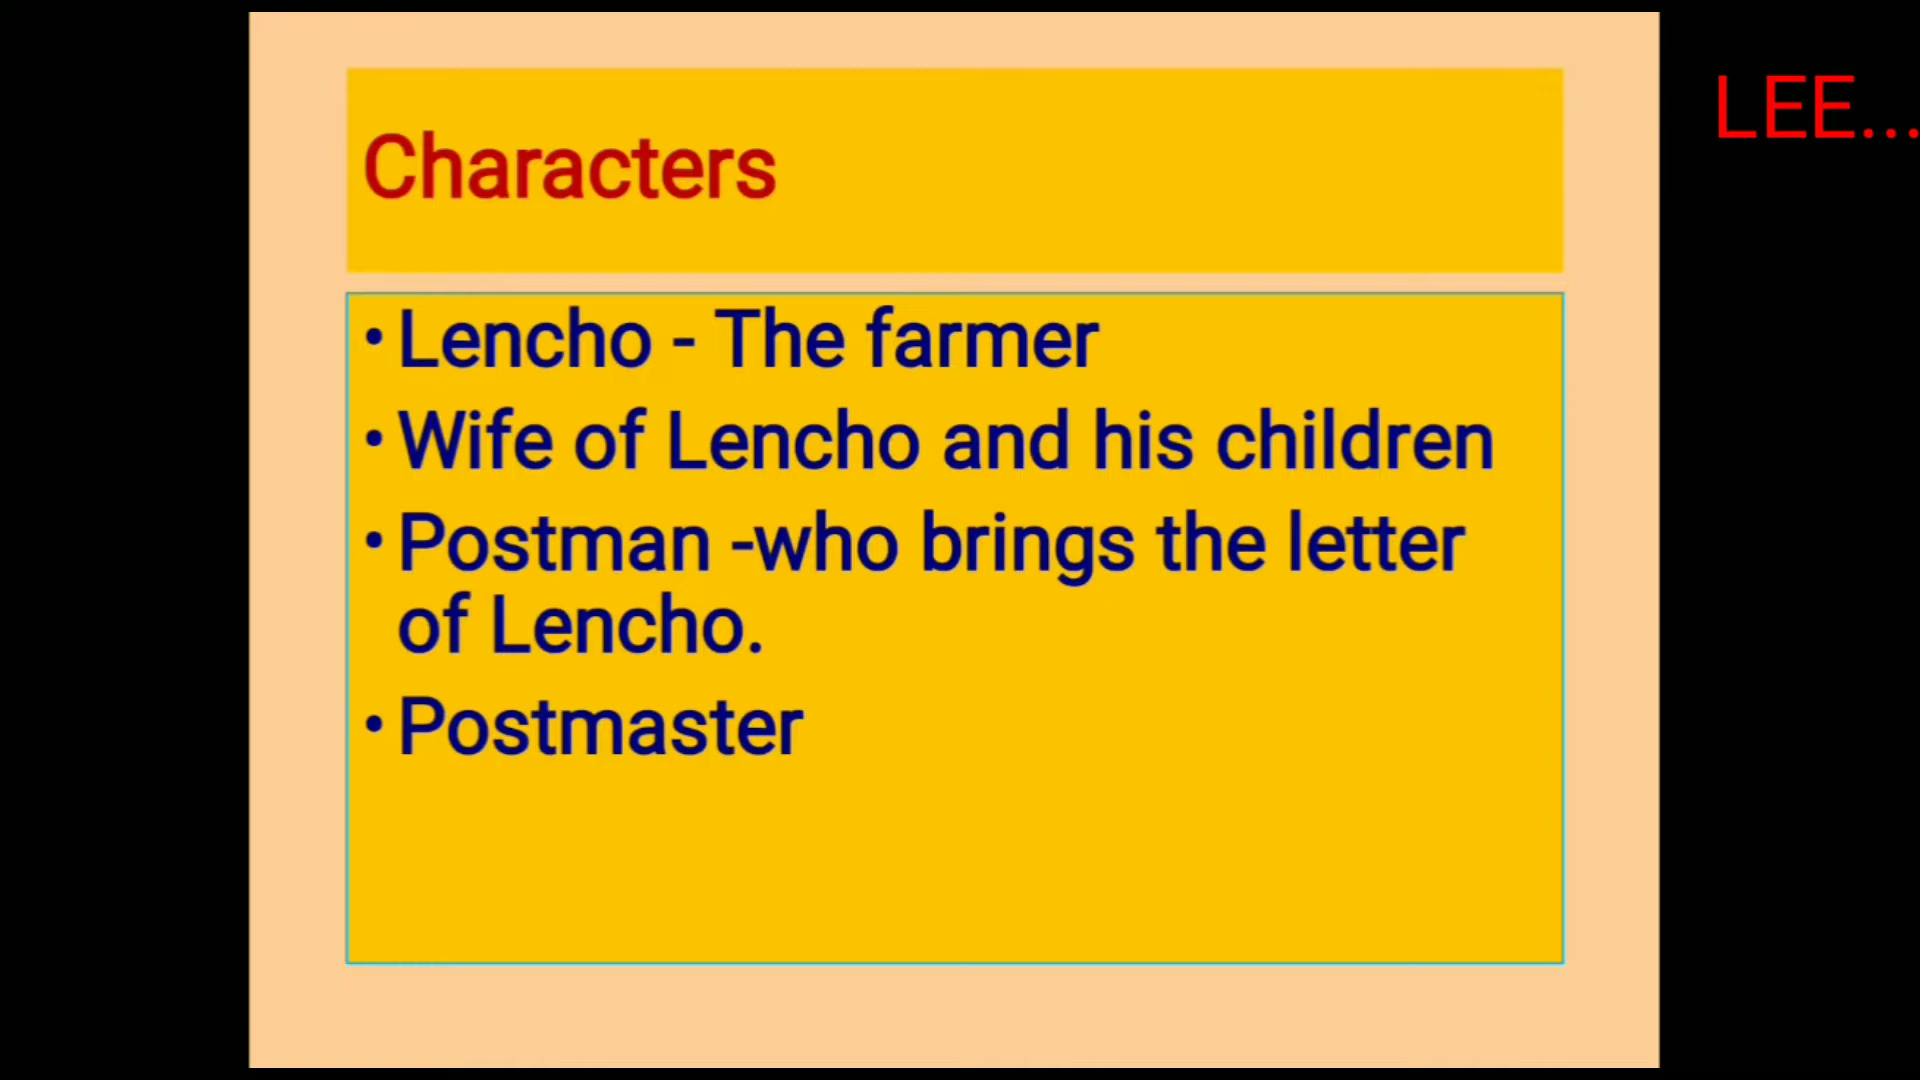 Characters
LEE...
• Lencho - The farmer
• Wife of Lencho and his children
• Postman -who brings the letter
of Lencho.
• Postmaster